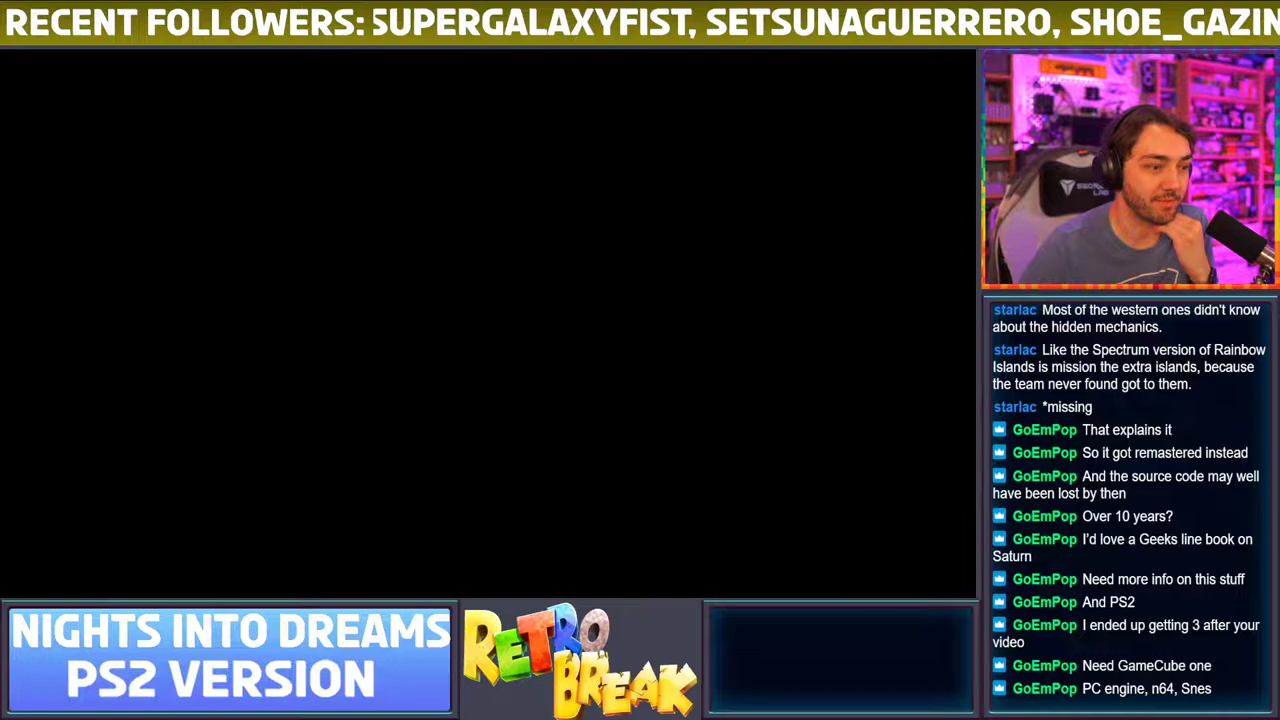 RECENT FOLLOWERS: SUPERGALAXYFIST, SETSUNAGUERRERO, SHOE_GAZIN
starlac Most of the western ones didn't know
about the hidden mechanics.
starlac Like the Spectrum version of Rainbow
Islands is mission the extra islands, because
the team never found got to them.
starlac *missing
GoEmPop That explains it
GoEmPop So it got remastered instead
GoEmPop And the source code may well
have been lost by then
GoEmPop Over 10 years?
GoEmPop I'd love a Geeks line book on
Saturn
GoEmPop Need more info on this stuff
GoEmPop And PS2
GoEmPop I ended up getting 3 after your
video
GoEmPop Need GameCube one
GoEmPop PC engine, n64, Snes
NIGHTS INTO DREAMS
PS2 VERSION
RETRO
BREAK